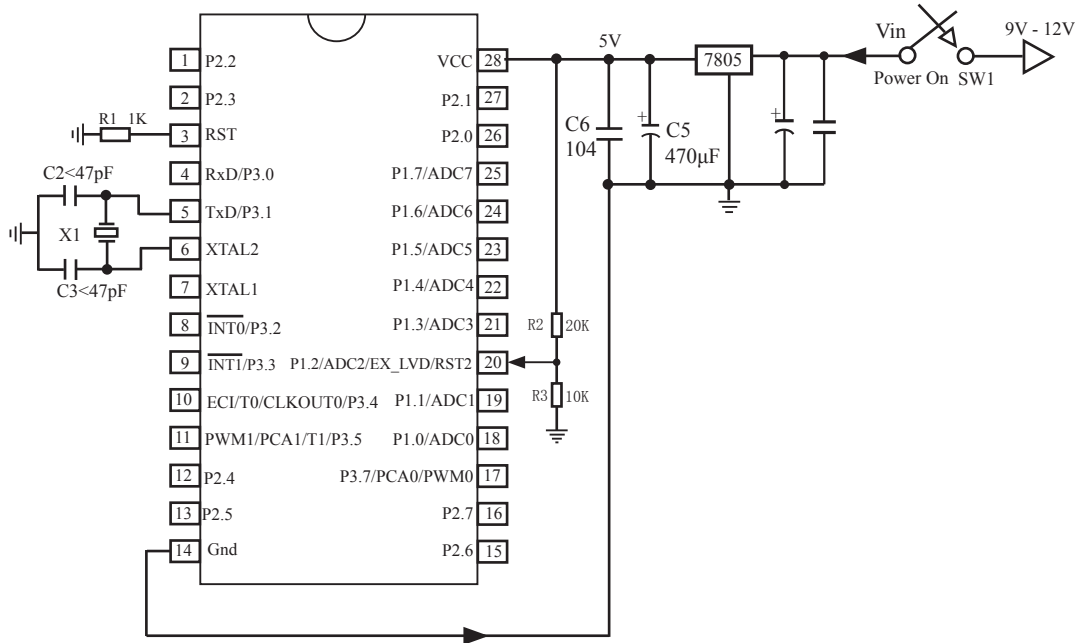 Vin
9V - 12V
5V
7805
Power On SW1
1 P2.2
VCC 28
2 P2.3
P2.1 27
R1 1K
3 RST
P2.0 26
C6
104
C5
470μF
4 RxD/P3.0
P1.7/ADC7 25
C2<47pF
5 TxD/P3.1
P1.6/ADC6 24
X1
6 XTAL2
P1.5/ADC5 23
C3<47pF
7 XTAL1
P1.4/ADC4 22
8 INT0/P3.2
P1.3/ADC3 21
R2 20K
9 INT1/P3.3
P1.2/ADC2/EX_LVD/RST2 20
R3 10K
10 ECI/T0/CLKOUT0/P3.4
P1.1/ADC1 19
11 PWM1/PCA1/T1/P3.5
P1.0/ADC0 18
12 P2.4
P3.7/PCA0/PWM0 17
13 P2.5
P2.7 16
14 Gnd
P2.6 15
+
+